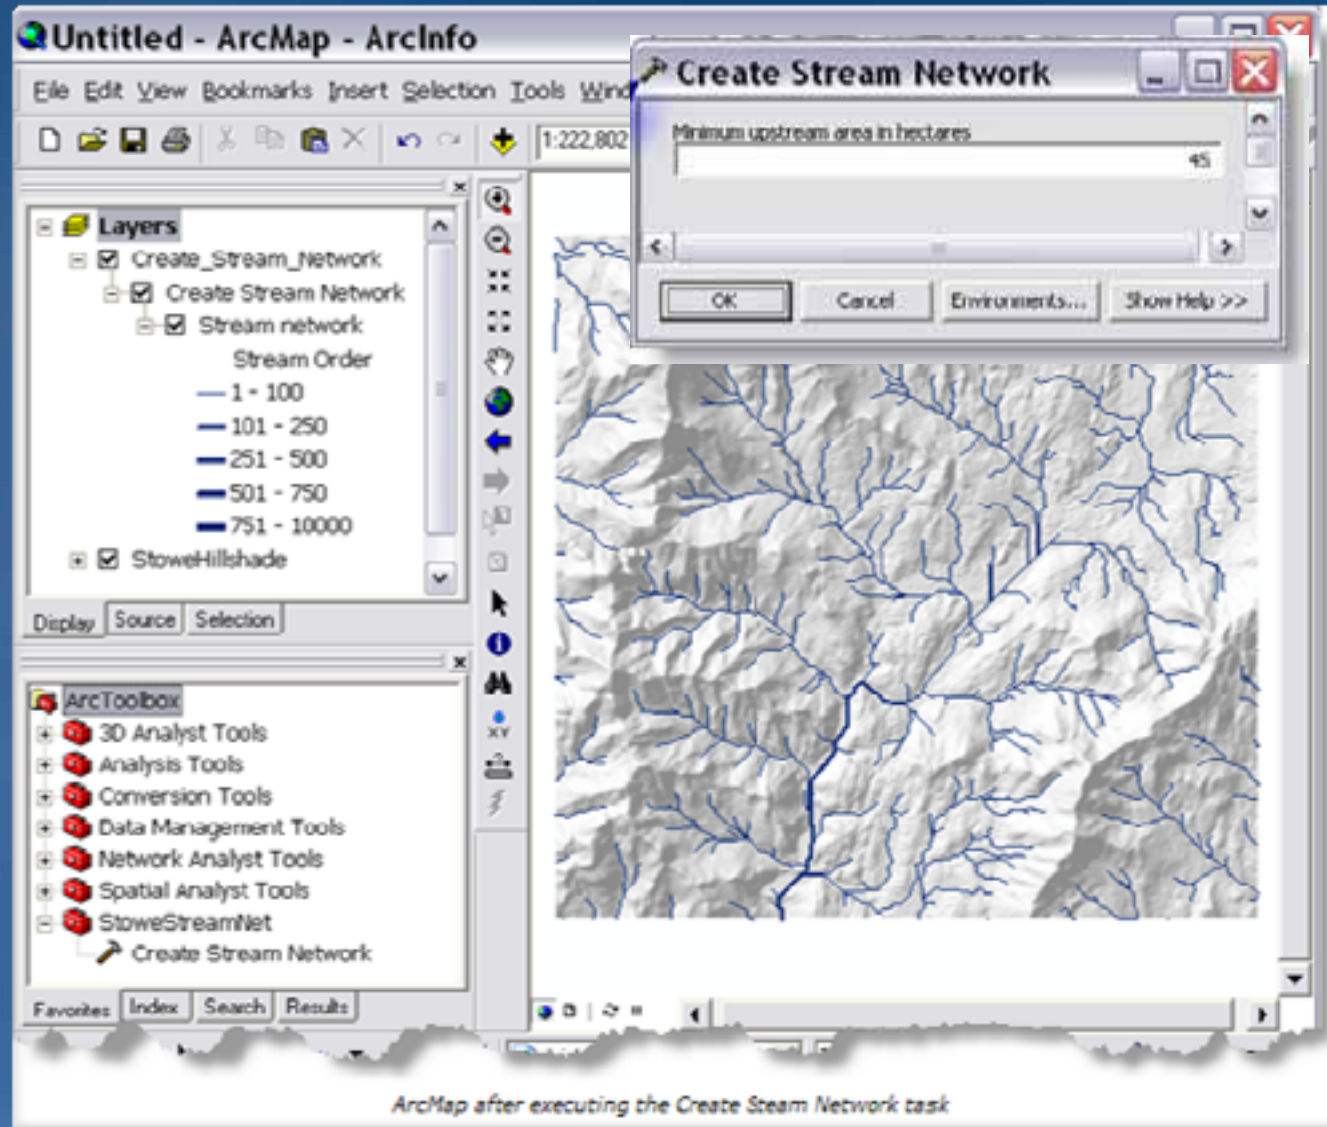 Untitled - ArcMap - ArcInfo
File Edit View Bookmarks Insert Selection Tools
1:222,802
Create Stream Network
Minimum upstream area in hectares
45
OK Cancel Environments... Show Help >>
Layers
Create_Stream_Network
Create Stream Network
Stream network
Stream Order
1 - 100
101 - 250
251 - 500
501 - 750
751 - 10000
StoweHillshade
Display Source Selection
XY
ArcToolbox
3D Analyst Tools
Analysis Tools
Conversion Tools
Data Management Tools
Network Analyst Tools
Spatial Analyst Tools
StoweStreamNet
Create Stream Network
Favorites Index Search Results
ArcMap after executing the Create Steam Network task